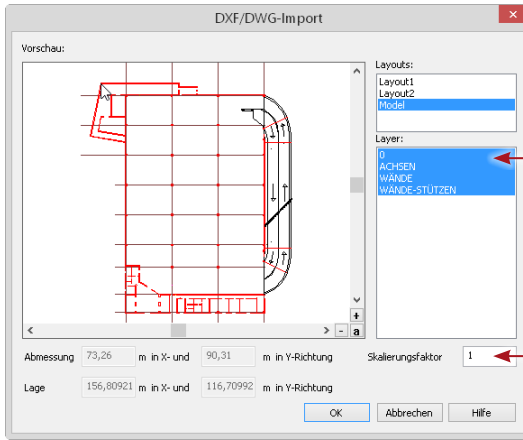 DXF/DWG-Import
Vorschau:
Layouts:
Layout1
Layout2
Model
Layer:
0
ACHSEN
WÄNDE
WÄNDE-STÜTZEN
a
Abmessung 73,26 m in X- und 90,31 m in Y-Richtung Skalierungsfaktor 1
Lage 156,80921 m in X- und 116,70992 m in Y-Richtung
OK Abbrechen Hilfe